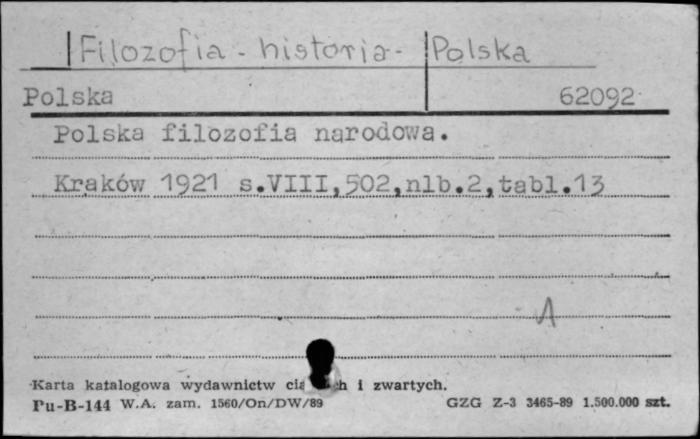 Filozofia - historia - Polska
Polska 62092
Polska filozofia narodowa.
Kraków 1921 s.VIII,502,nlb.2,tabl.13
Karta katalogowa wydawnictw i zwartych.
Pu-B-144 W.A. zam. 1560/On/DW/89 GZG Z-3 3465-89 1.500.000 szt.